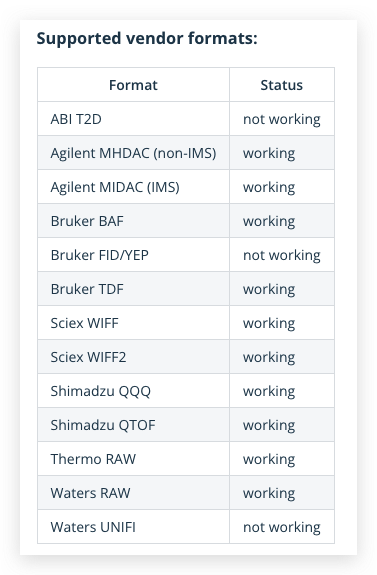 Supported vendor formats:
Format Status
ABI T2D not working
Agilent MHDAC (non-IMS) working
Agilent MIDAC (IMS) working
Bruker BAF working
Bruker FID/YEP not working
Bruker TDF working
Sciex WIFF working
Sciex WIFF2 working
Shimadzu QQQ working
Shimadzu QTOF working
Thermo RAW working
Waters RAW working
Waters UNIFI not working